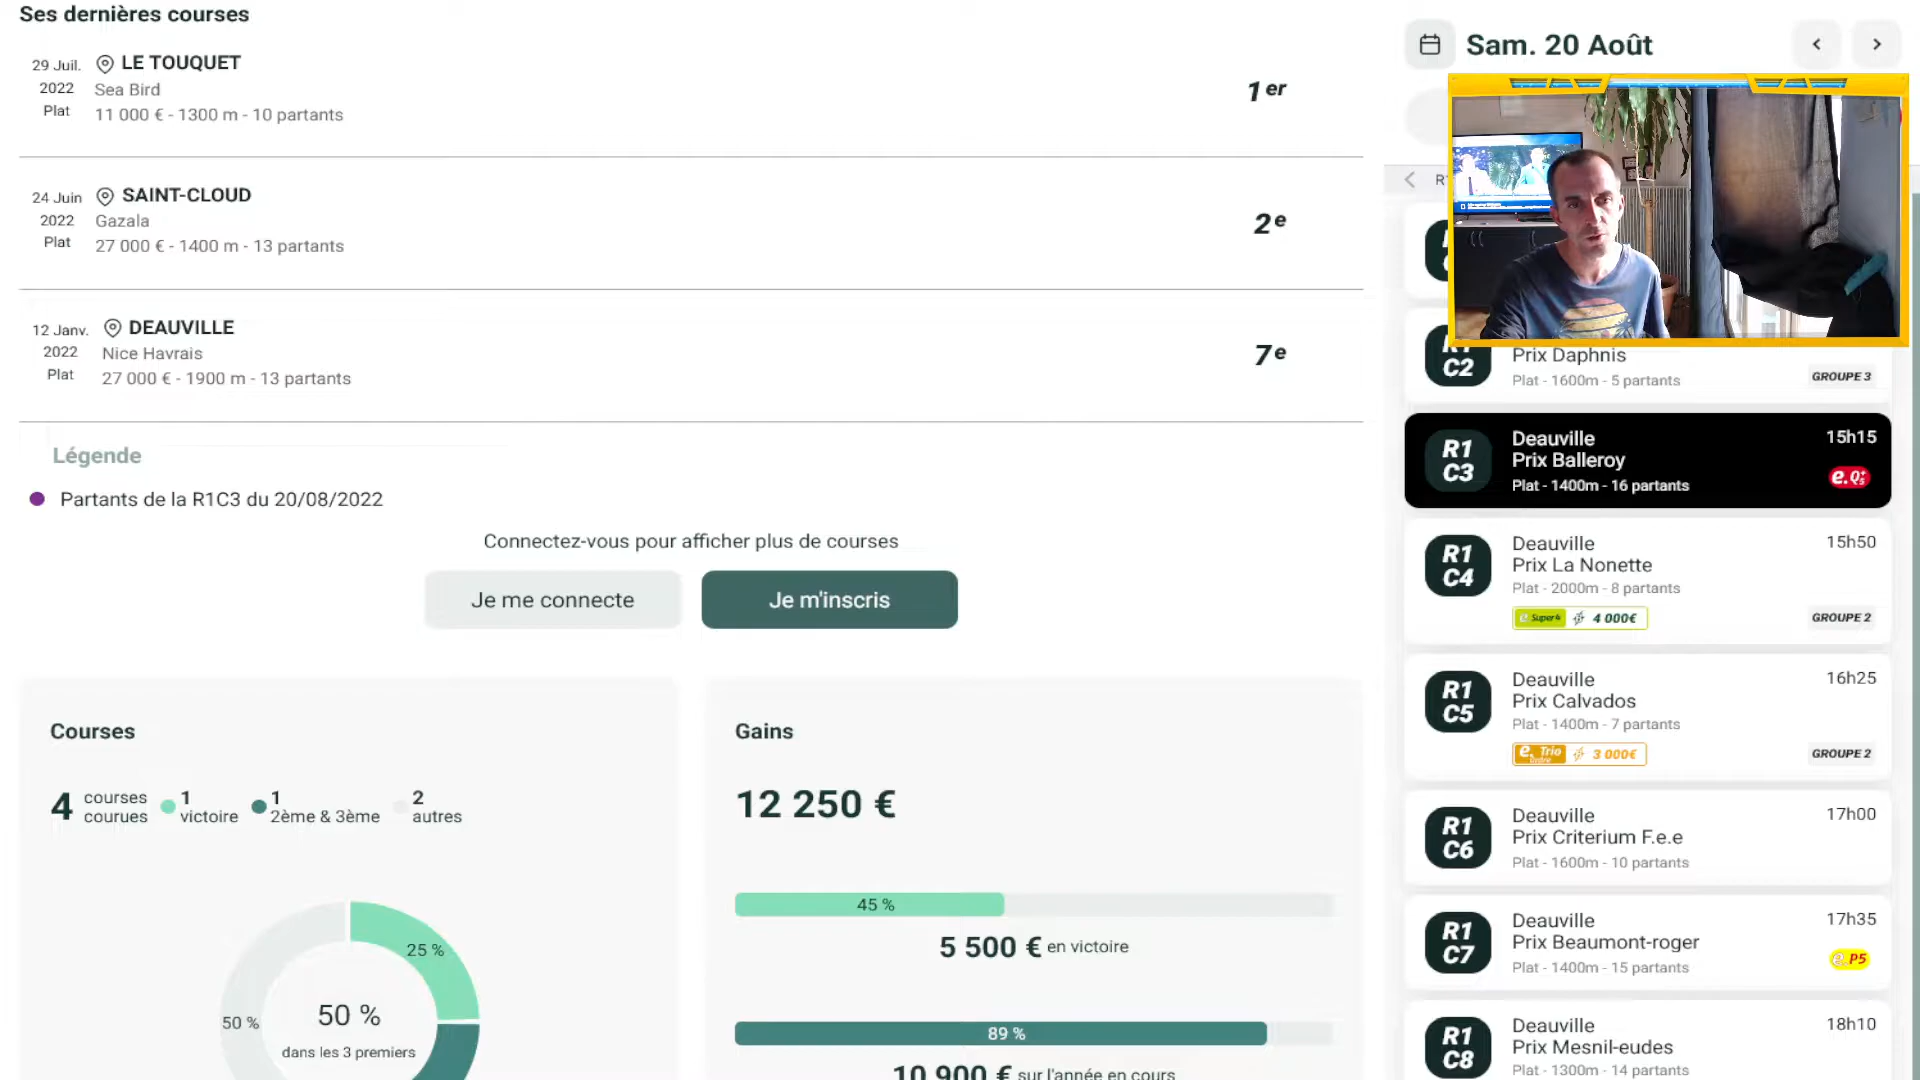 Ses dernières courses
29 Juil.
2022
Plat
LE TOUQUET
Sea Bird
11 000 € - 1300 m - 10 partants
1er
24 Juin
2022
Plat
SAINT-CLOUD
Gazala
27 000 € - 1400 m - 13 partants
2e
12 Janv.
2022
Plat
DEAUVILLE
Nice Havrais
27 000 € - 1900 m - 13 partants
7e
Légende
Partants de la R1C3 du 20/08/2022
Connectez-vous pour afficher plus de courses
Je me connecte
Je m'inscris
Courses
4 courses courues
1 victoire
1 2ème & 3ème
2 autres
25 %
50 %
50 %
dans les 3 premiers
Gains
12 250 €
45 %
5 500 € en victoire
89 %
10 900 € sur l'année en cours
Sam. 20 Août
R1
C2
Prix Daphnis
Plat - 1600m - 5 partants
GROUPE 3
R1
C3
Deauville
15h15
Prix Balleroy
Plat - 1400m - 16 partants
e.Q+5
R1
C4
Deauville
15h50
Prix La Nonette
Plat - 2000m - 8 partants
e.Super4
4 000€
GROUPE 2
R1
C5
Deauville
16h25
Prix Calvados
Plat - 1400m - 7 partants
e.Trio
Ordre
3 000€
GROUPE 2
R1
C6
Deauville
17h00
Prix Criterium F.e.e
Plat - 1600m - 10 partants
R1
C7
Deauville
17h35
Prix Beaumont-roger
Plat - 1400m - 15 partants
e.P5
R1
C8
Deauville
18h10
Prix Mesnil-eudes
Plat - 1300m - 14 partants